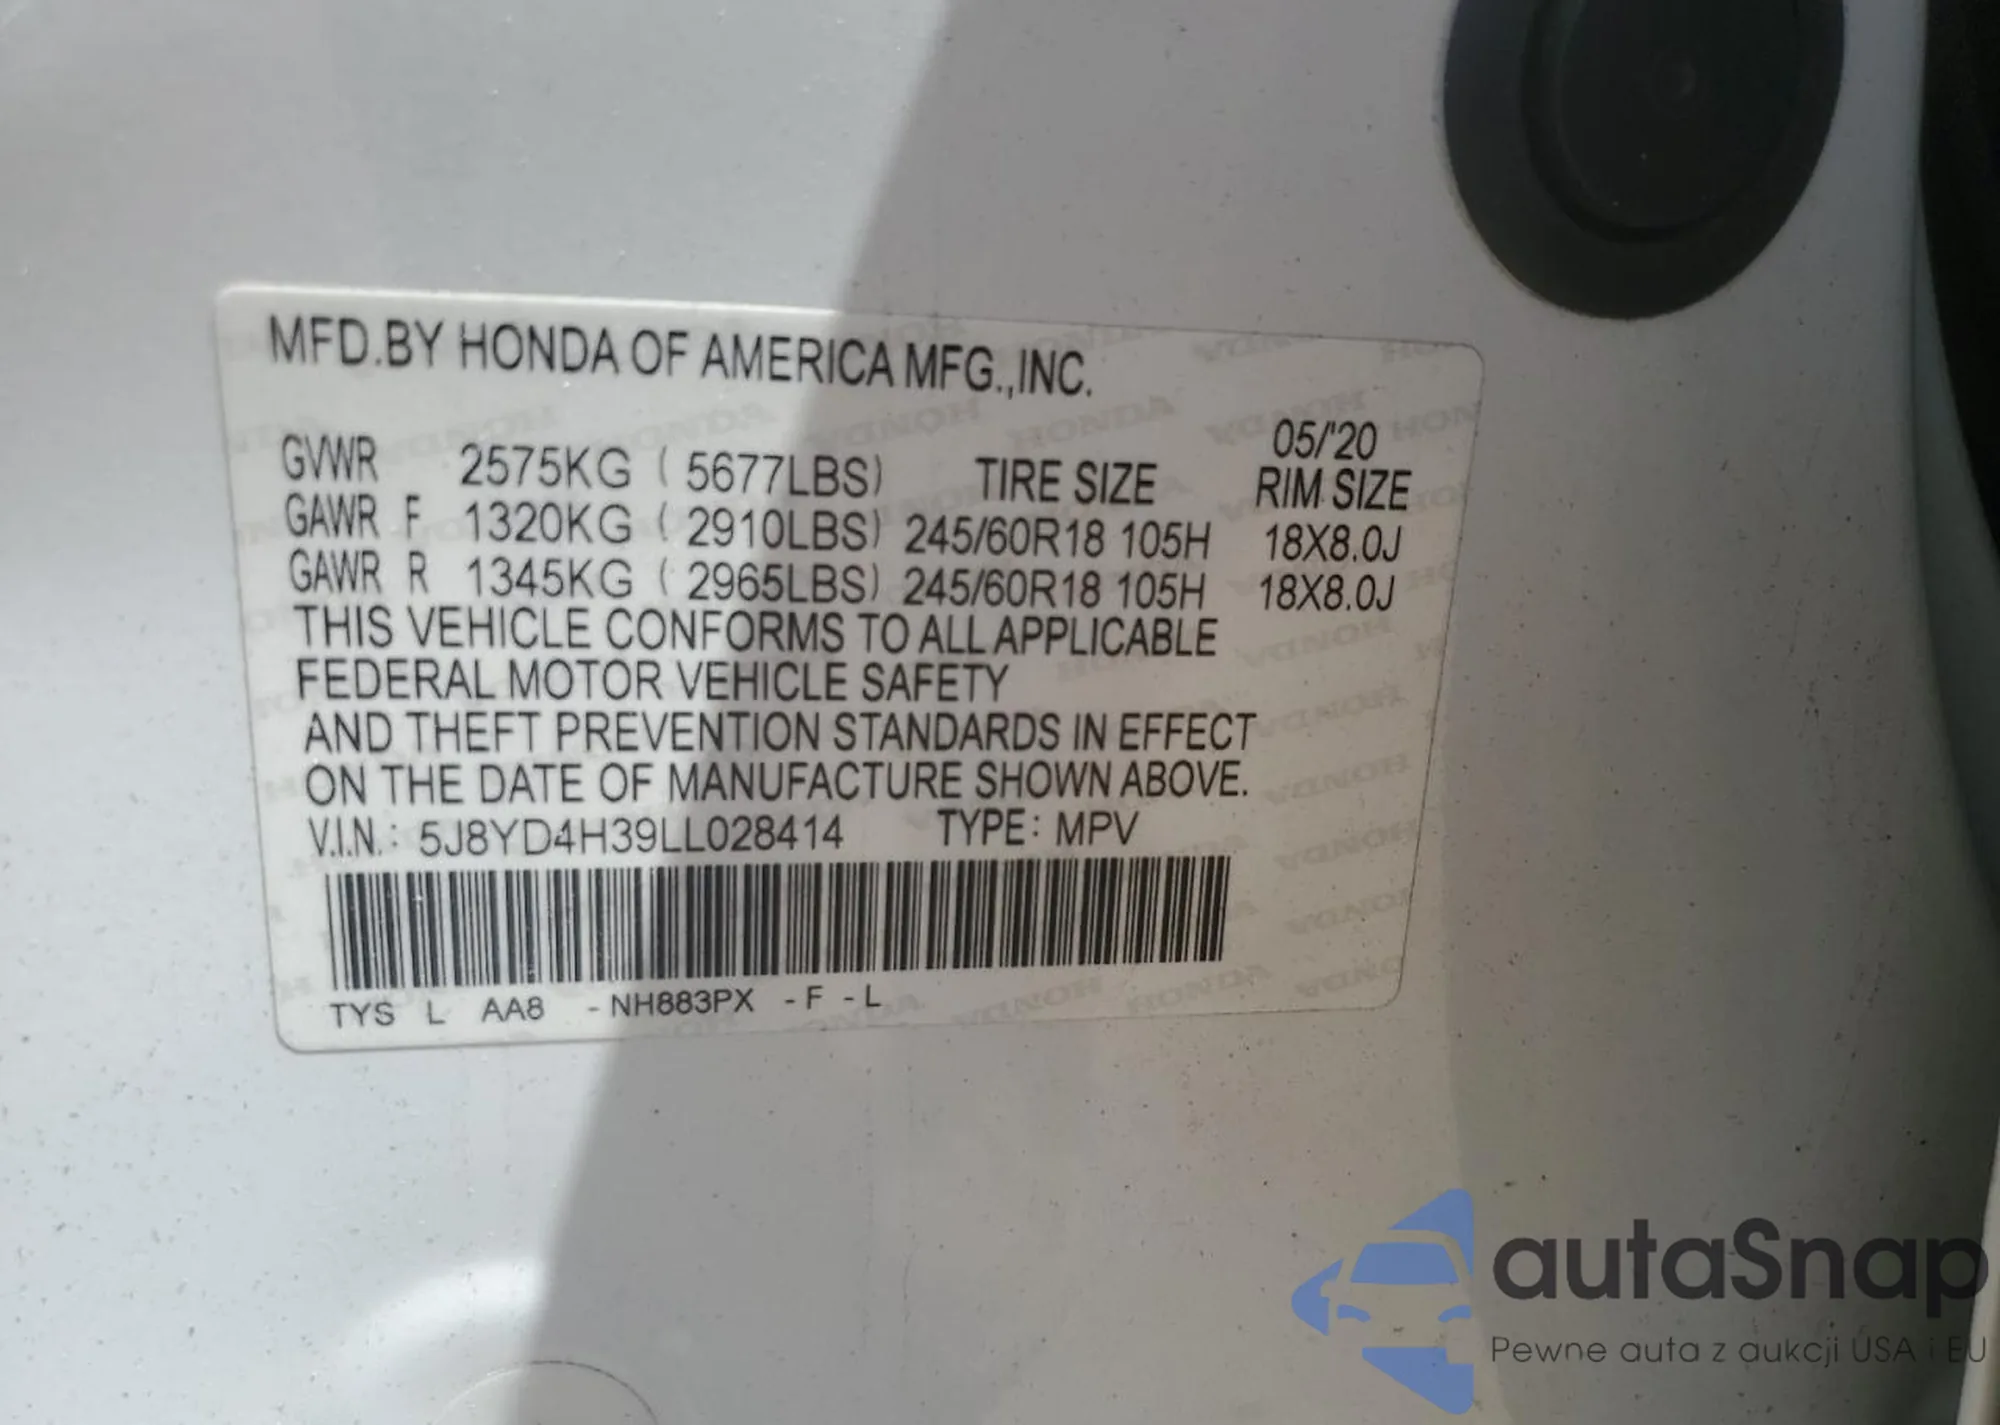 MFD.BY HONDA OF AMERICA MFG.,INC.
05/'20
GVWR 2575KG ( 5677LBS) TIRE SIZE RIM SIZE
GAWR F 1320KG ( 2910LBS) 245/60R18 105H 18X8.0J
GAWR R 1345KG ( 2965LBS) 245/60R18 105H 18X8.0J
THIS VEHICLE CONFORMS TO ALL APPLICABLE
FEDERAL MOTOR VEHICLE SAFETY
AND THEFT PREVENTION STANDARDS IN EFFECT
ON THE DATE OF MANUFACTURE SHOWN ABOVE.
V.I.N.: 5J8YD4H39LL028414 TYPE: MPV
TYS L AA8 - NH883PX - F - L
autaSnap
Pewne auta z aukcji USA i EU